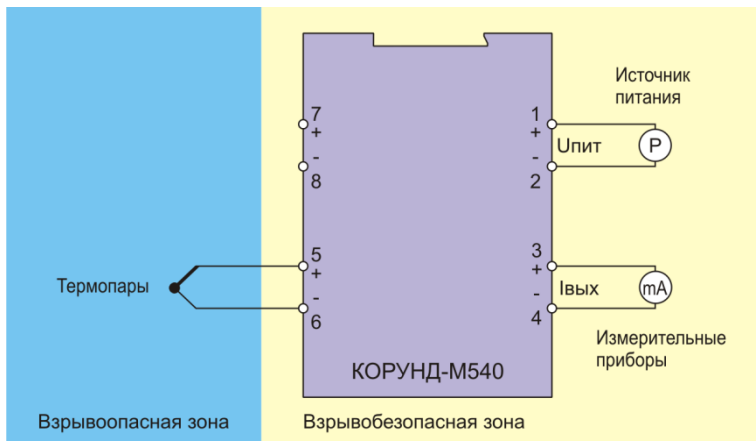 Источник
питания
7
+
-
8
1
+
-
2
Uпит
P
Термопары
5
+
-
6
3
+
-
4
Iвых
mA
Измерительные
приборы
КОРУНД-М540
Взрывоопасная зона
Взрывобезопасная зона